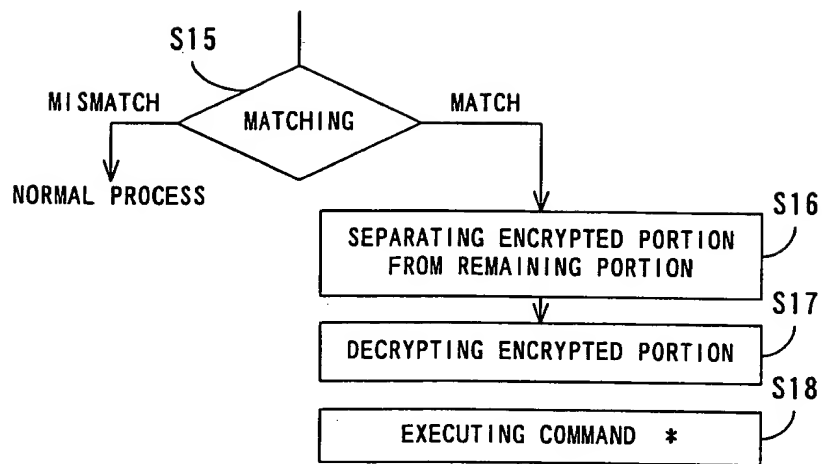 S15
MISMATCH
MATCHING
MATCH
NORMAL PROCESS
S16
SEPARATING ENCRYPTED PORTION
FROM REMAINING PORTION
S17
DECRYPTING ENCRYPTED PORTION
S18
EXECUTING COMMAND *